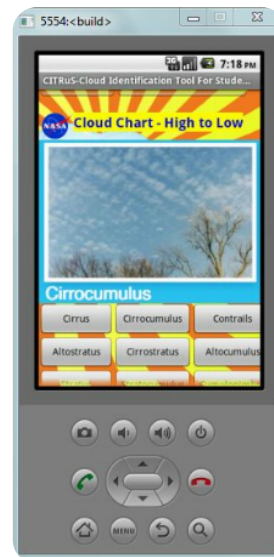 5554:<build>
3G 7:18 PM
CITRuS-Cloud Identification Tool For Stude...
NASA Cloud Chart - High to Low
Cirrocumulus
Cirrus Cirrocumulus Contrails
Altostratus Cirrostratus Altocumulus
MENU